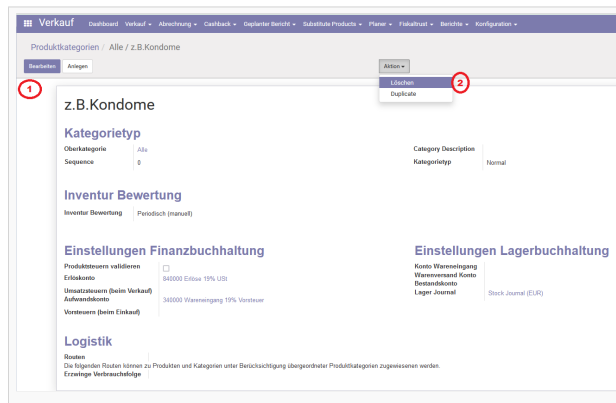 Verkauf Dashboard Verkauf Abrechnung Cashback Geplanter Bericht Substitute Products Planer Fiskaltrust Berichte Konfiguration
Produktkategorien / Alle / z.B.Kondome
Bearbeiten Anlegen Aktion
1
Löschen 2
Duplicate
z.B.Kondome
Kategorietyp
Oberkategorie Alle Category Description
Sequence 0 Kategorietyp Normal
Inventur Bewertung
Inventur Bewertung Periodisch (manuell)
Einstellungen Finanzbuchhaltung Einstellungen Lagerbuchhaltung
Produktsteuern validieren Konto Wareneingang
Erlöskonto 840000 Erlöse 19% USt Warenversand Konto
Bestandskonto
Umsatzsteuern (beim Verkauf) Lager Journal Stock Journal (EUR)
Aufwandskonto 340000 Wareneingang 19% Vorsteuer
Vorsteuern (beim Einkauf)
Logistik
Routen
Die folgenden Routen können zu Produkten und Kategorien unter Berücksichtigung übergeordneter Produktkategorien zugewiesenen werden.
Erzwinge Verbrauchsfolge